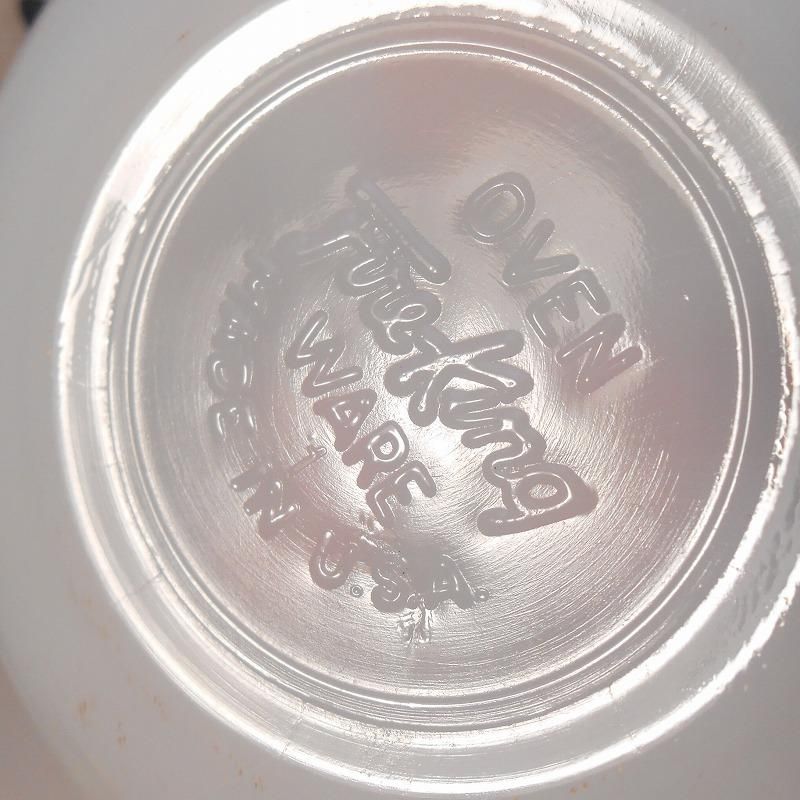 OVEN
Fire-King
WARE
MADE IN U.S.A.